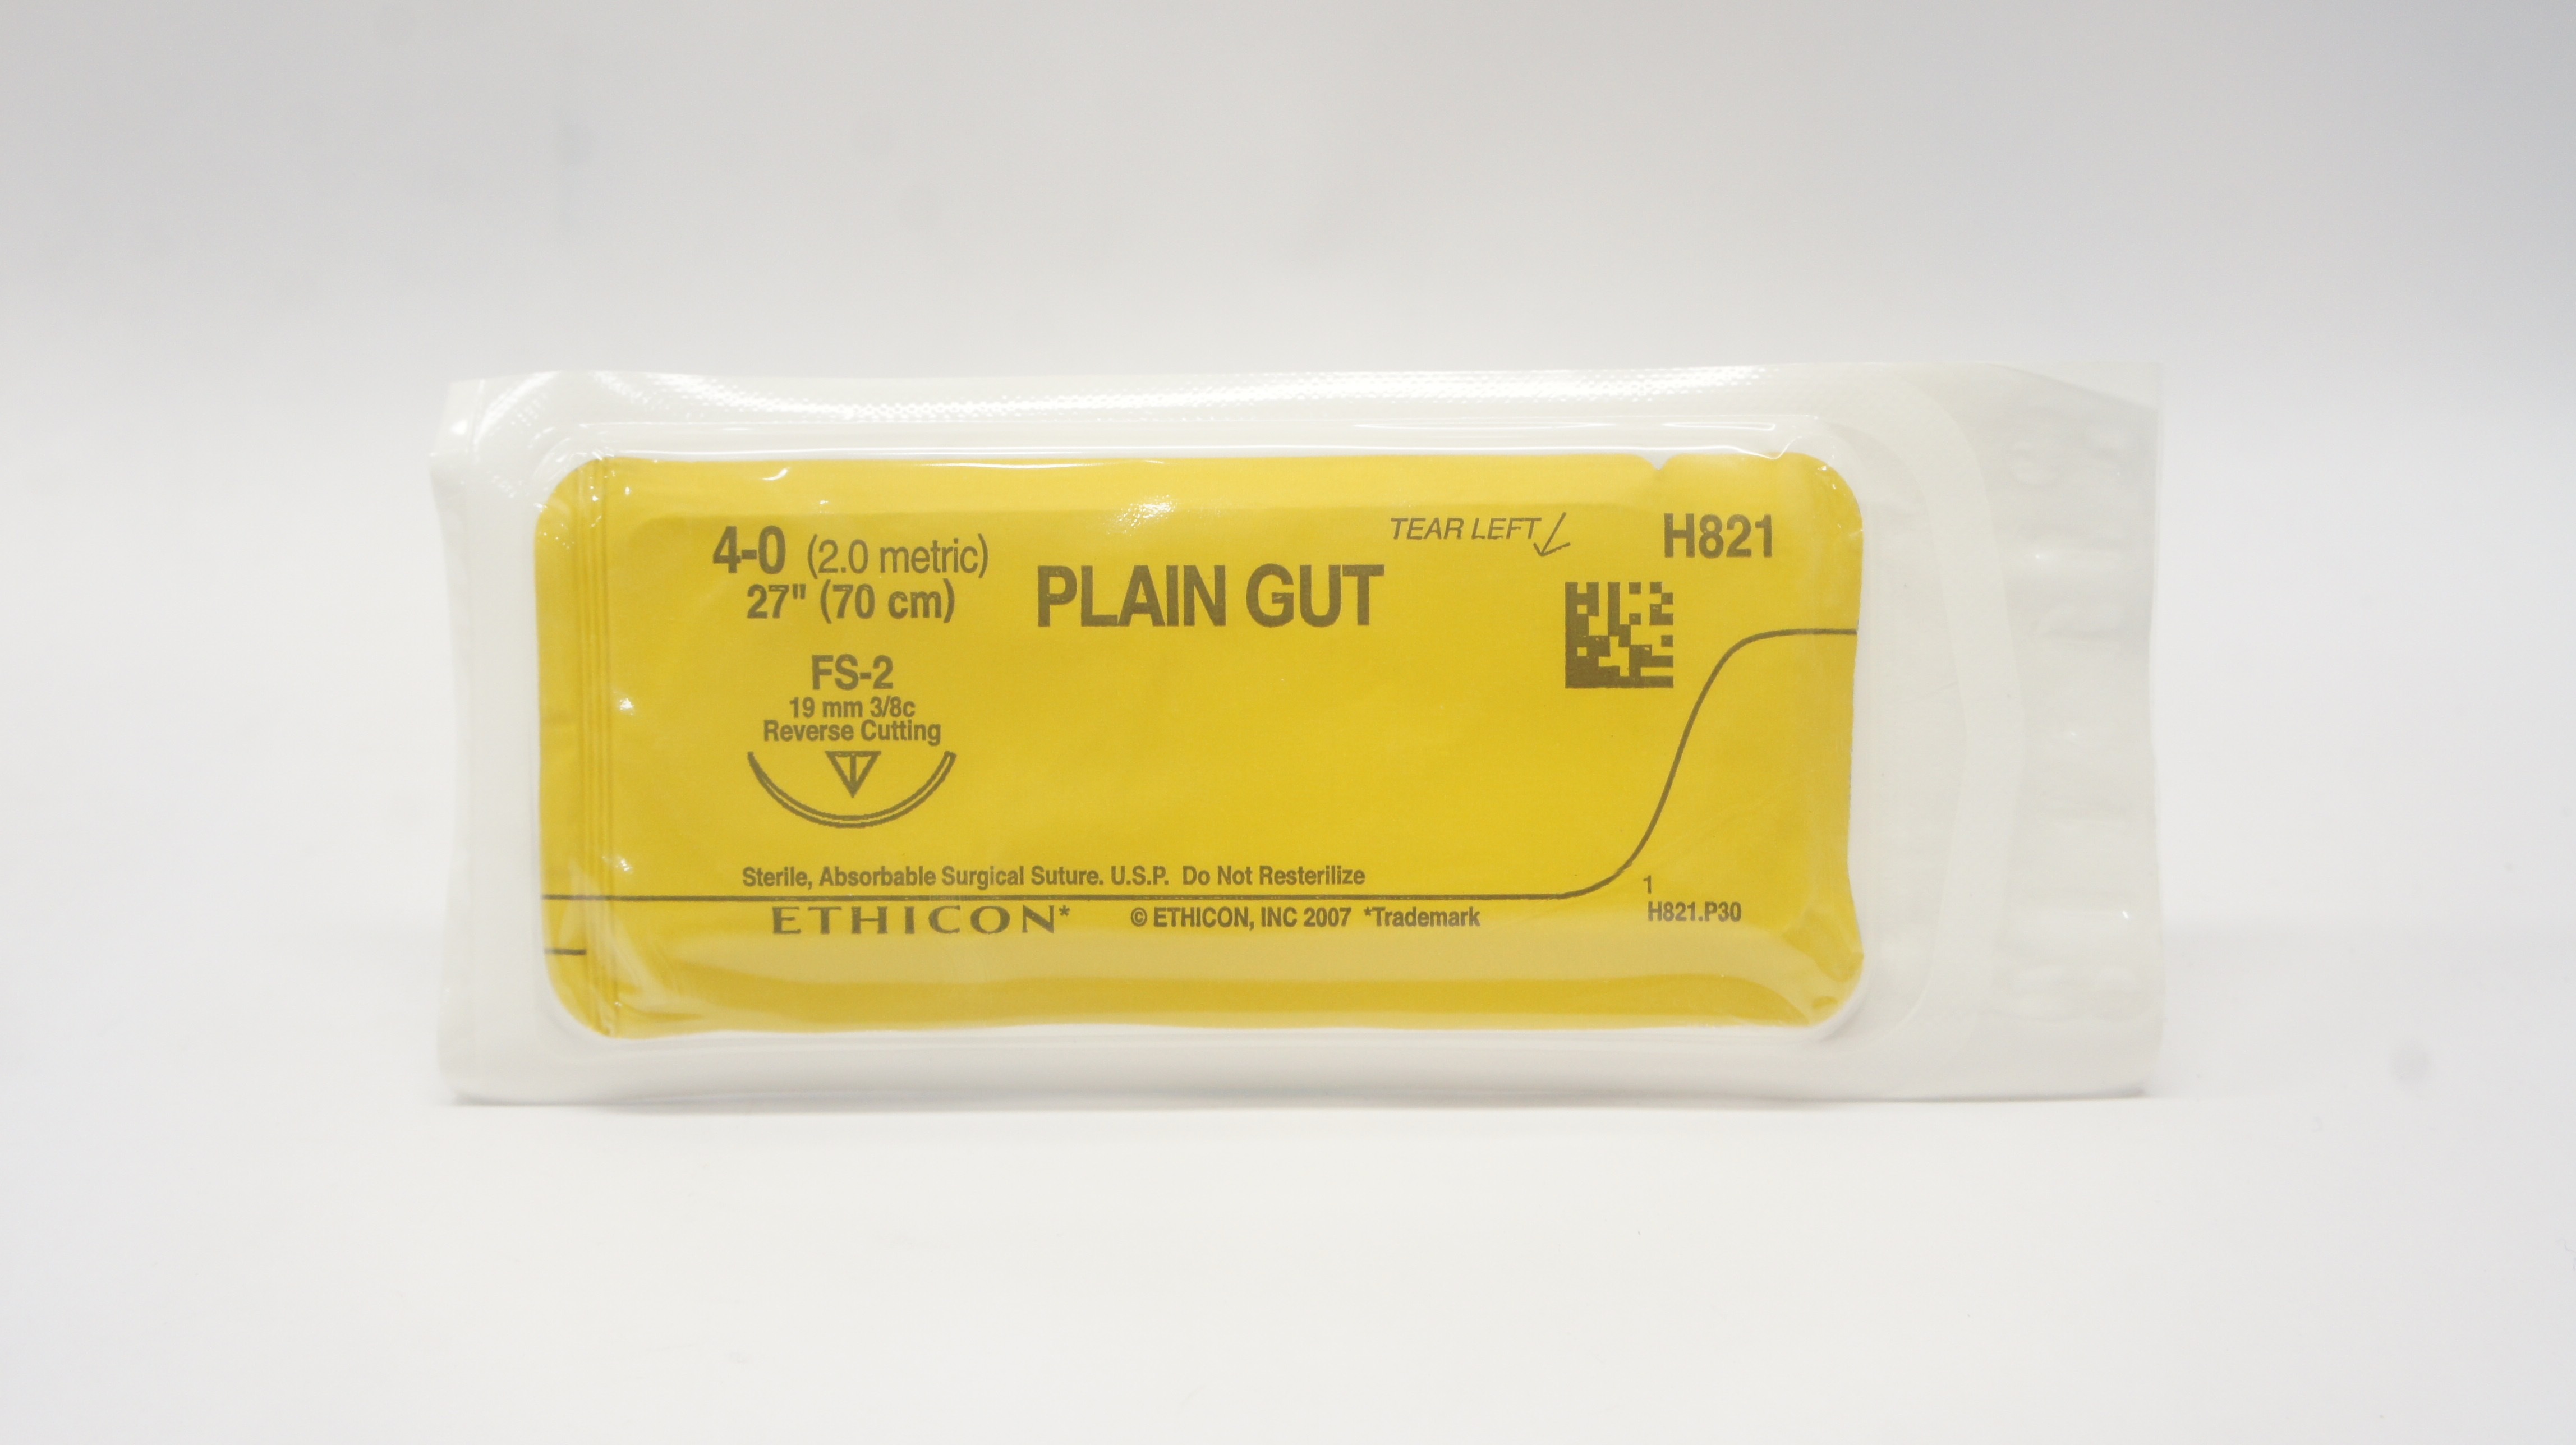 4-0 (2.0 metric)
27" (70 cm)
PLAIN GUT
TEAR LEFT
H821
FS-2
19 mm 3/8c
Reverse Cutting
Sterile, Absorbable Surgical Suture. U.S.P. Do Not Resterilize
ETHICON* © ETHICON, INC 2007 *Trademark
1
H821.P30